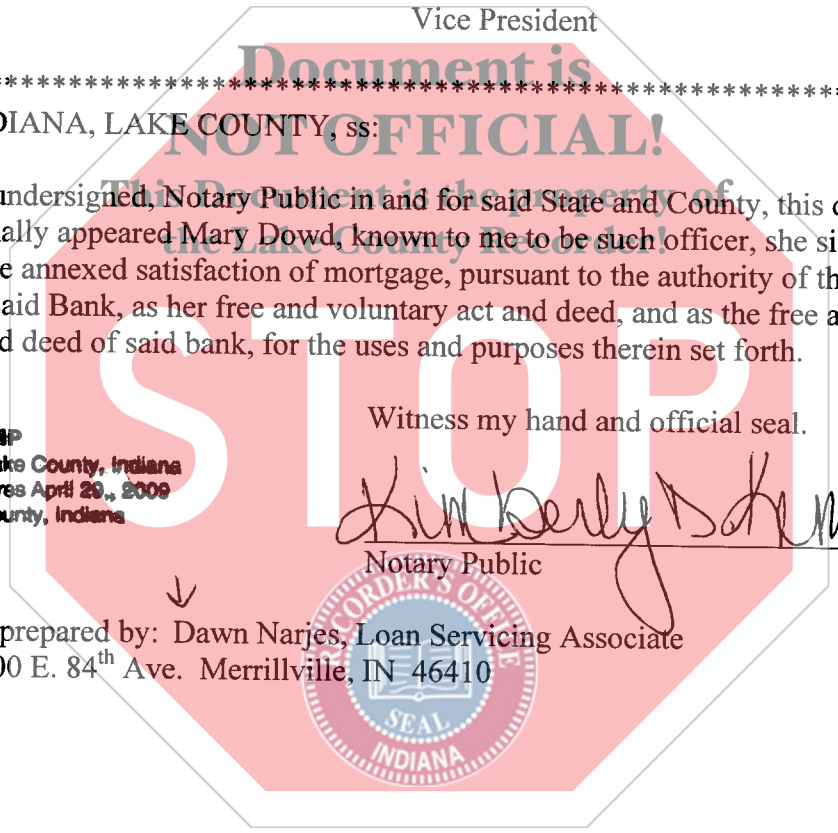 Vice President
Document is
****************************************************************
DIANA, LAKE COUNTY, ss:
NOT OFFICIAL!
This Document is the property of
undersigned, Notary Public in and for said State and County, this
ally appeared Mary Dowd, known to me to be such officer, she si
the Lake County Recorder!
e annexed satisfaction of mortgage, pursuant to the authority of th
aid Bank, as her free and voluntary act and deed, and as the free a
d deed of said bank, for the uses and purposes therein set forth.
STOP
Witness my hand and official seal.
ke County, Indiana
res April 29., 2009
unty, Indiana
Kimberly D
Notary Public
prepared by: Dawn Narjes, Loan Servicing Associate
00 E. 84th Ave. Merrillville, IN 46410
RECORDER'S OFFICE
SEAL
INDIANA